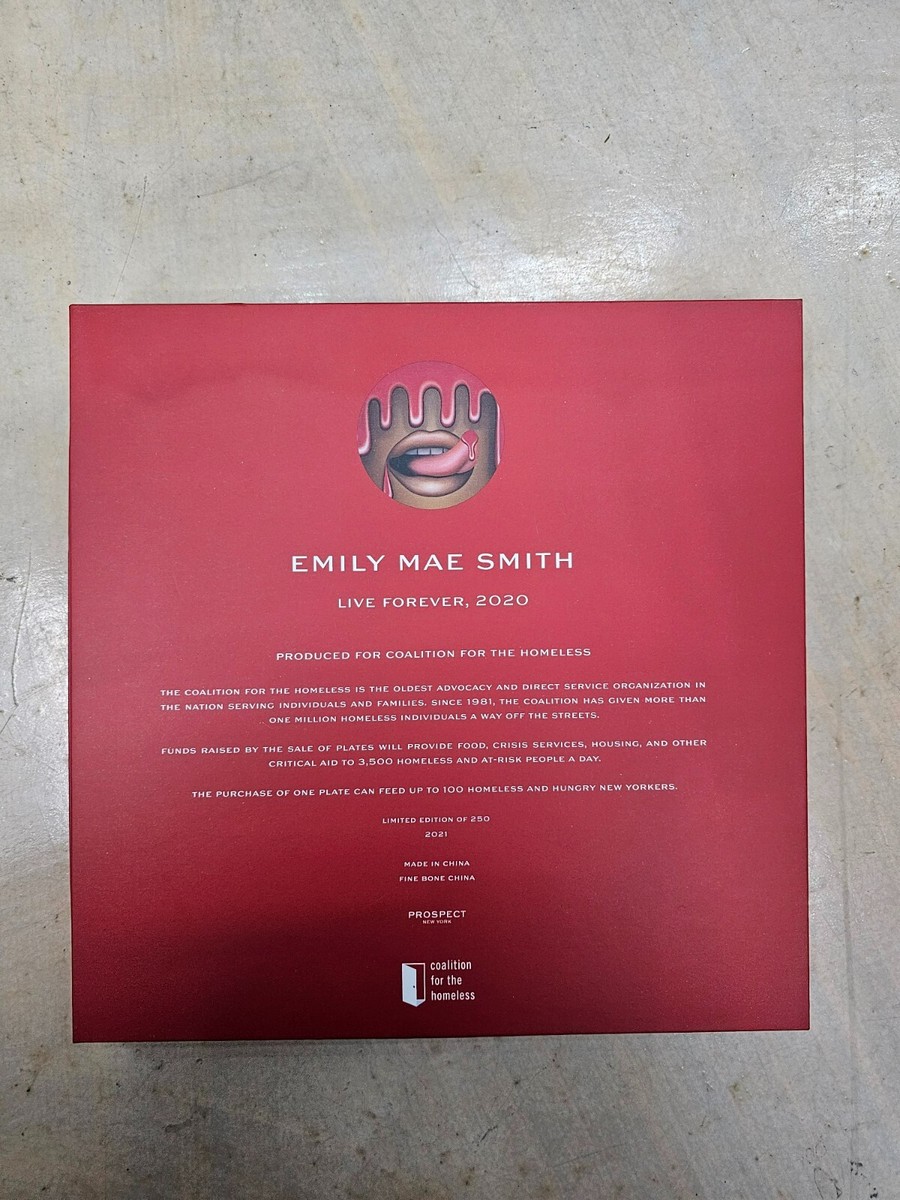 EMILY MAE SMITH
LIVE FOREVER, 2020
PRODUCED FOR COALITION FOR THE HOMELESS
THE COALITION FOR THE HOMELESS IS THE OLDEST ADVOCACY AND DIRECT SERVICE ORGANIZATION IN
THE NATION SERVING INDIVIDUALS AND FAMILIES. SINCE 1981, THE COALITION HAS GIVEN MORE THAN
ONE MILLION HOMELESS INDIVIDUALS A WAY OFF THE STREETS.
FUNDS RAISED BY THE SALE OF PLATES WILL PROVIDE FOOD, CRISIS SERVICES, HOUSING, AND OTHER
CRITICAL AID TO 3,500 HOMELESS AND AT-RISK PEOPLE A DAY.
THE PURCHASE OF ONE PLATE CAN FEED UP TO 100 HOMELESS AND HUNGRY NEW YORKERS.
LIMITED EDITION OF 250
2021
MADE IN CHINA
FINE BONE CHINA
PROSPECT
NEW YORK
coalition
for the
homeless